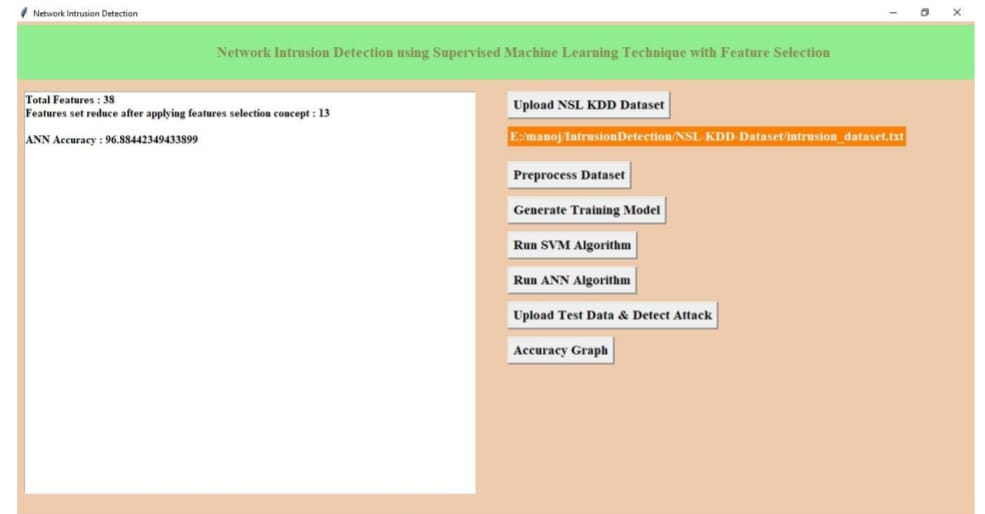 Network Intrusion Detection
Network Intrusion Detection using Supervised Machine Learning Technique with Feature Selection
Total Features : 38
Features set reduce after applying features selection concept : 13
ANN Accuracy : 96.88442349433899
Upload NSL KDD Dataset
E:/manoj/IntrusionDetection/NSL-KDD-Dataset/intrusion_dataset.txt
Preprocess Dataset
Generate Training Model
Run SVM Algorithm
Run ANN Algorithm
Upload Test Data & Detect Attack
Accuracy Graph